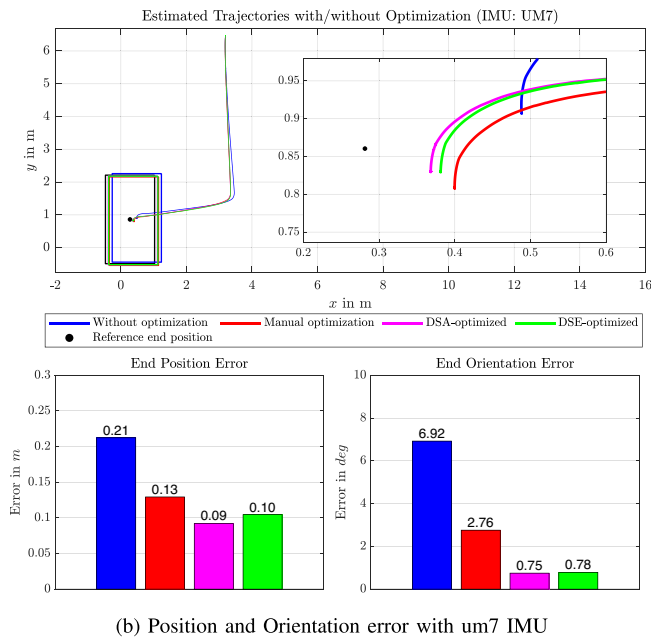 Estimated Trajectories with/without Optimization (IMU: UM7)
y in m
6
5
4
3
2
1
0
-2 0 2 4 6 8 10 12 14 16
x in m
0.95
0.9
0.85
0.8
0.75
0.2 0.3 0.4 0.5 0.6
Without optimization Manual optimization DSA-optimized DSE-optimized
Reference end position
End Position Error
Error in m
0.3
0.25
0.2
0.15
0.1
0.05
0
0.21
0.13
0.09
0.10
End Orientation Error
Error in deg
10
8
6
4
2
0
6.92
2.76
0.75
0.78
(b) Position and Orientation error with um7 IMU